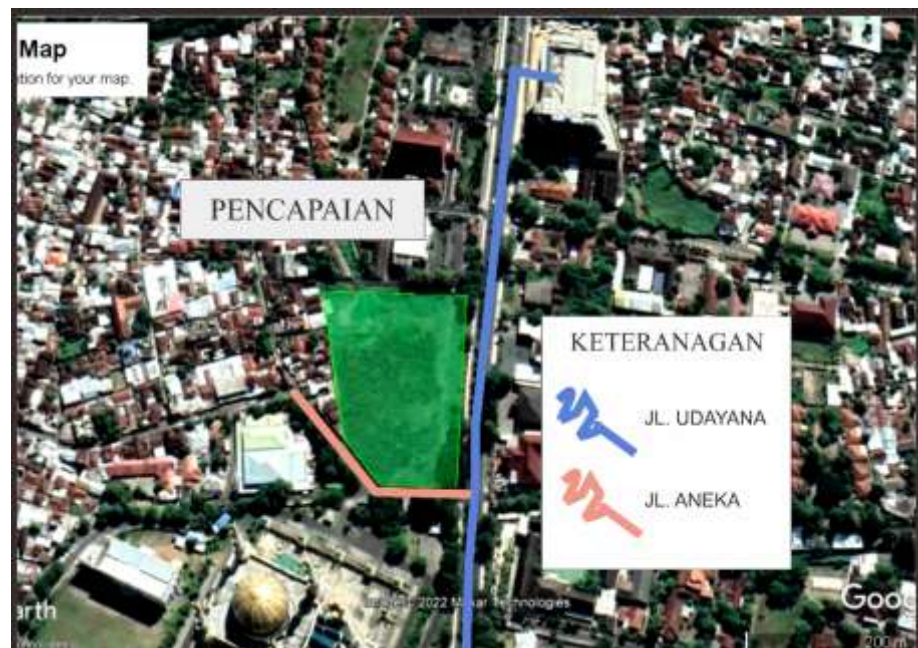 Map
tion for your map.
PENCAPAIAN
KETERANAGAN
JL. UDAYANA
JL. ANEKA
2022 Maxar Technologies
arth
Goo
200 m